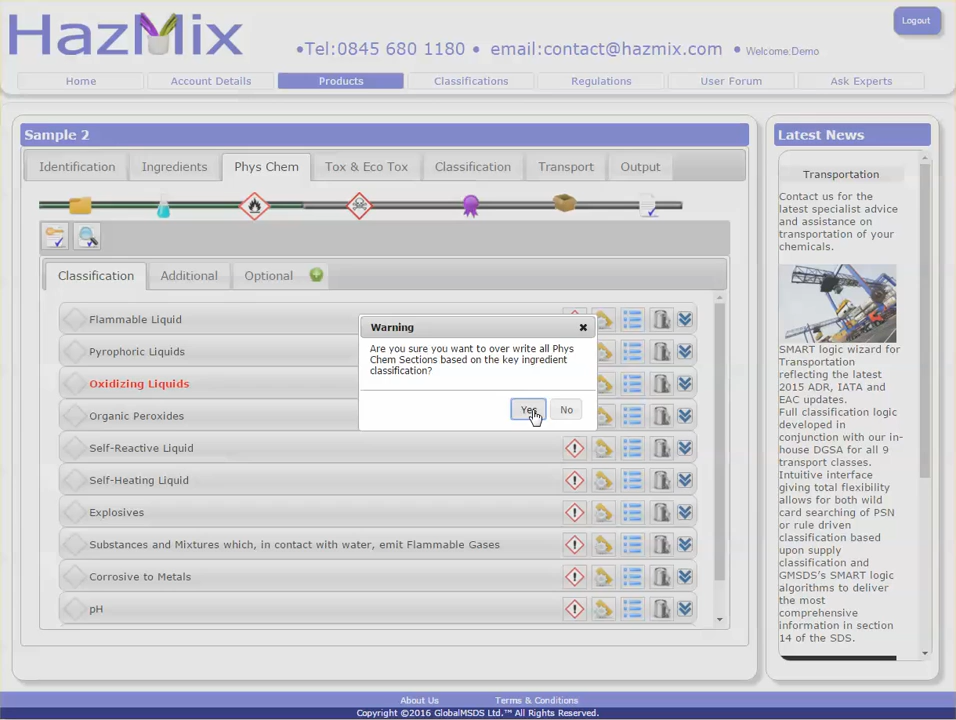 HazMix
•Tel:0845 680 1180 • email:contact@hazmix.com • Welcome:Demo
Logout
Home Account Details Products Classifications Regulations User Forum Ask Experts
Sample 2
Identification Ingredients Phys Chem Tox & Eco Tox Classification Transport Output
Classification Additional Optional
Flammable Liquid
Pyrophoric Liquids
Oxidizing Liquids
Organic Peroxides
Self-Reactive Liquid
Self-Heating Liquid
Explosives
Substances and Mixtures which, in contact with water, emit Flammable Gases
Corrosive to Metals
pH
Warning
Are you sure you want to over write all Phys
Chem Sections based on the key ingredient
classification?
Yes No
Latest News
Transportation
Contact us for the
latest specialist advice
and assistance on
transportation of your
chemicals.
SMART logic wizard for
Transportation
reflecting the latest
2015 ADR, IATA and
EAC updates.
Full classification logic
developed in
conjunction with our in-
house DGSA for all 9
transport classes.
Intuitive interface
giving total flexibility
allows for both wild
card searching of PSN
or rule driven
classification based
upon supply
classification and
GMSDS's SMART logic
algorithms to deliver
the most
comprehensive
information in section
14 of the SDS.
About Us Terms & Conditions
Copyright ©2016 GlobalMSDS Ltd.™ All Rights Reserved.